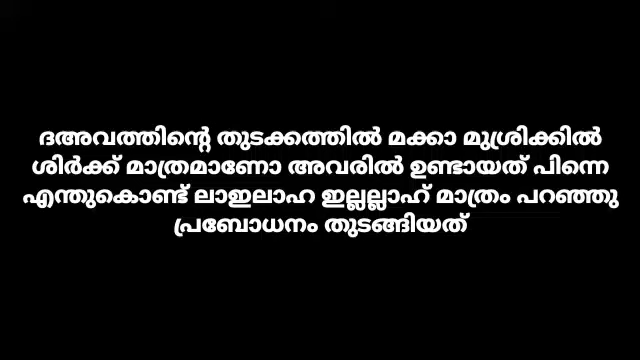 ദഅവത്തിന്റെ തുടക്കത്തിൽ മക്കാ മുശ്രിക്കിൽ
ശിർക്ക് മാത്രമാണോ അവരിൽ ഉണ്ടായത് പിന്നെ
എന്തുകൊണ്ട് ലാഇലാഹ ഇല്ലല്ലാഹ് മാത്രം പറഞ്ഞു
പ്രബോധനം തുടങ്ങിയത്